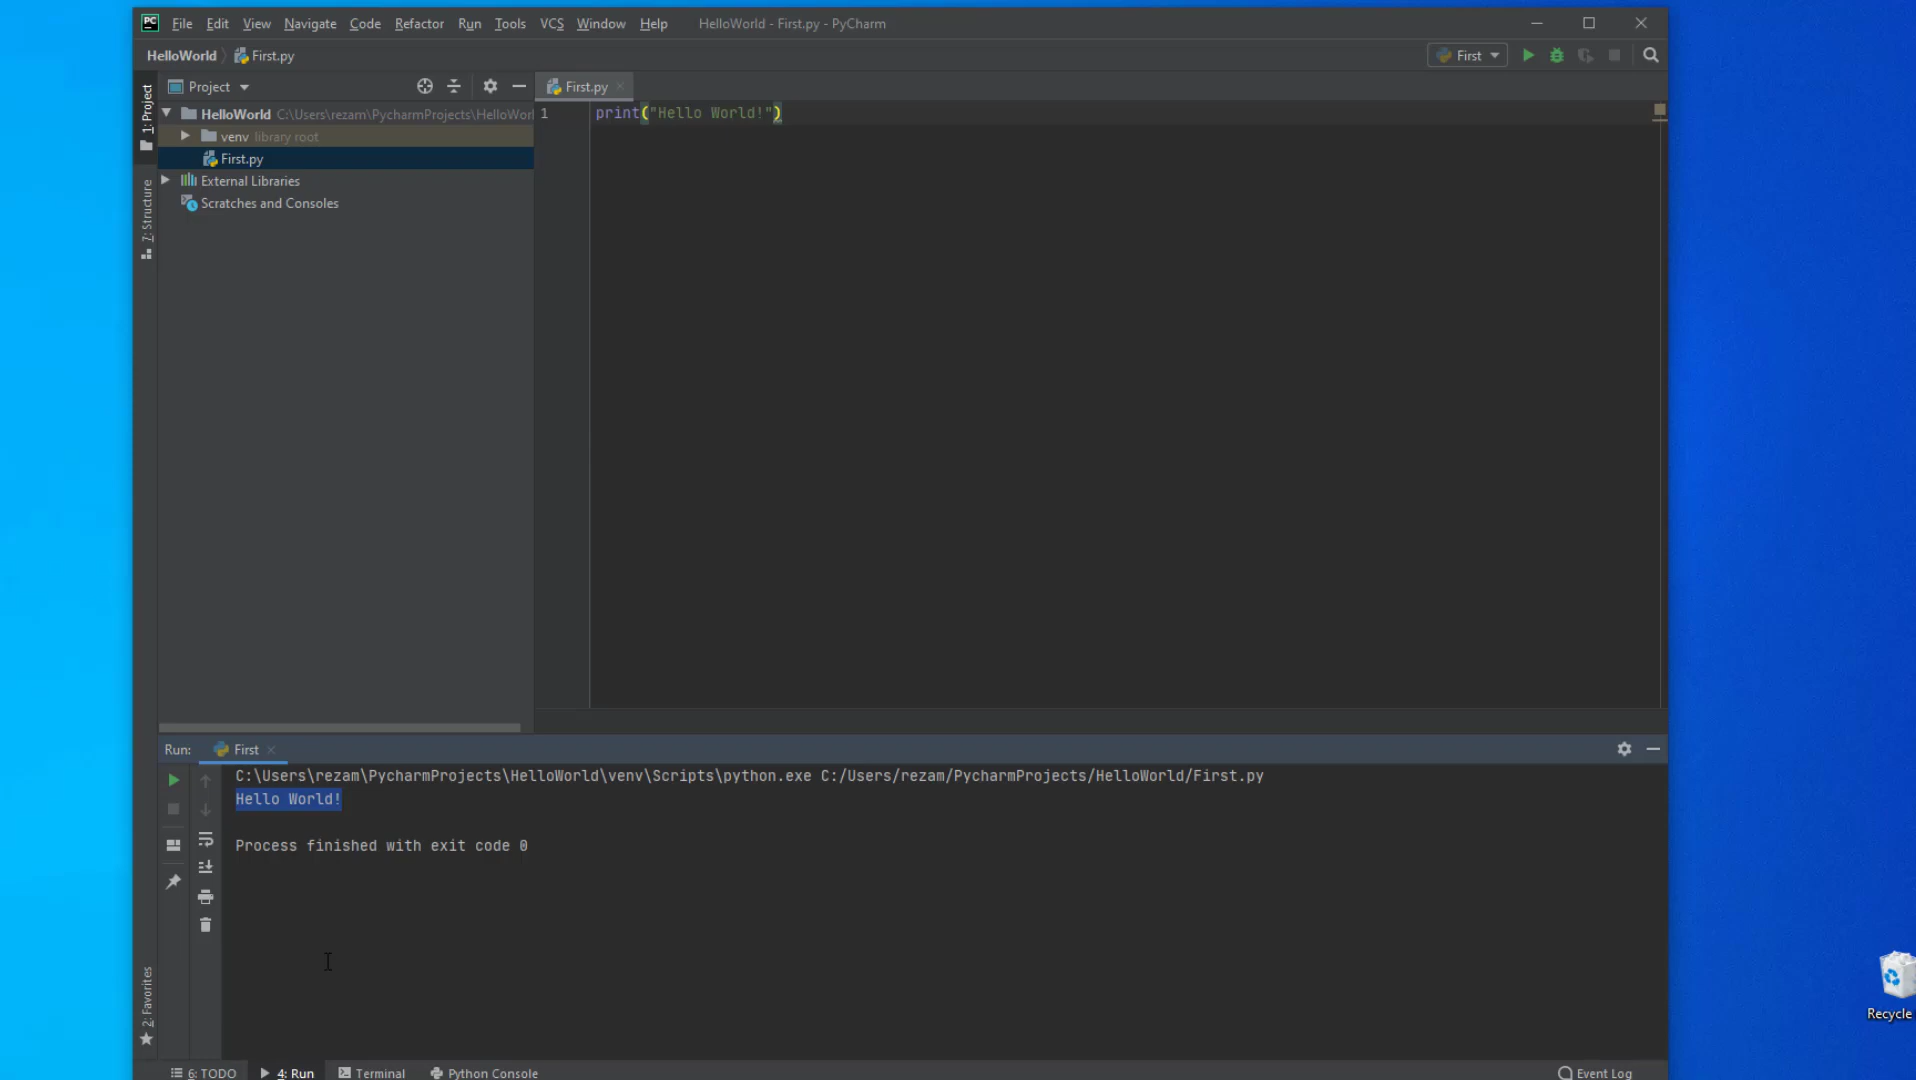 PC File Edit View Navigate Code Refactor Run Tools VCS Window Help HelloWorld - First.py - PyCharm
HelloWorld First.py First
Project First.py
1: Project
HelloWorld C:\Users\rezam\PycharmProjects\HelloWorl
venv library root
First.py
External Libraries
Scratches and Consoles
7: Structure
1 print("Hello World!")
Run: First
C:\Users\rezam\PycharmProjects\HelloWorld\venv\Scripts\python.exe C:/Users/rezam/PycharmProjects/HelloWorld/First.py
Hello World!
Process finished with exit code 0
2: Favorites
6: TODO 4: Run Terminal Python Console Event Log
Recycle